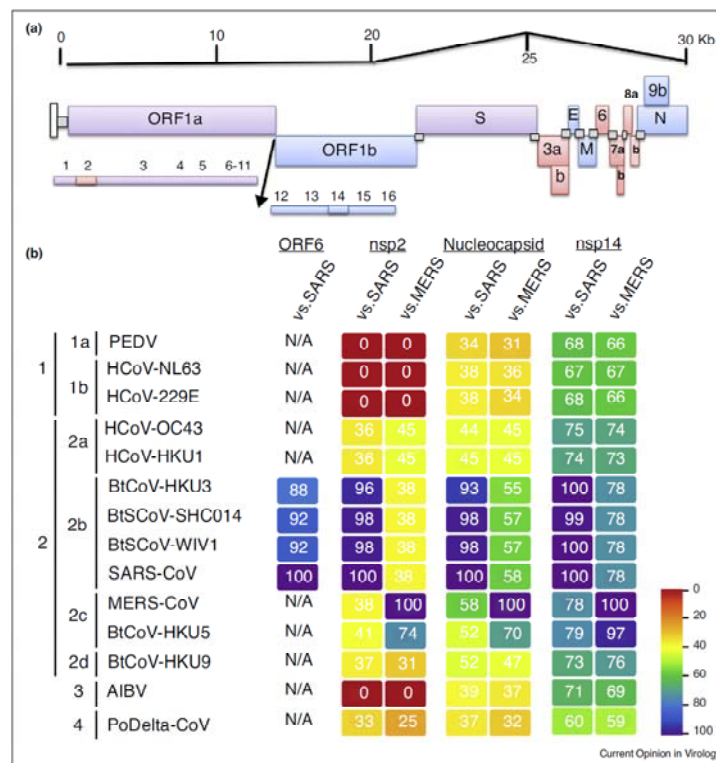 (a)
0 10 20 25 30 Kb
ORF1a ORF1b S 3a b E M 6 7a b 8a b 9b N
1 2 3 4 5 6-11
12 13 14 15 16
(b)
ORF6 nsp2 Nucleocapsid nsp14
vs.SARS vs.SARS vs.MERS vs.SARS vs.MERS vs.SARS vs.MERS
1 1a PEDV N/A 0 0 34 31 68 66
1b HCoV-NL63 N/A 0 0 38 36 67 67
HCoV-229E N/A 0 0 38 34 68 66
2 2a HCoV-OC43 N/A 36 45 44 45 75 74
HCoV-HKU1 N/A 36 45 45 45 74 73
2b BtCoV-HKU3 88 96 38 93 55 100 78
BtSCoV-SHC014 92 98 38 98 57 99 78
BtSCoV-WIV1 92 98 38 98 57 100 78
SARS-CoV 100 100 38 100 58 100 78
2c MERS-CoV N/A 38 100 58 100 78 100
BtCoV-HKU5 N/A 41 74 52 70 79 97
2d BtCoV-HKU9 N/A 37 31 52 47 73 76
3 AIBV N/A 0 0 39 37 71 69
4 PoDelta-CoV N/A 33 25 37 32 60 59
0
20
40
60
80
100
Current Opinion in Virolog